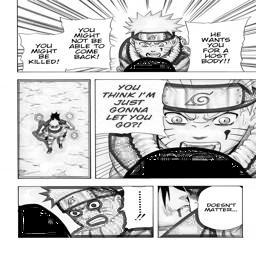 HE
WANTS
YOU
FOR A
HOST
BODY!!
YOU
MIGHT
NOT BE
ABLE TO
COME
BACK!
YOU
MIGHT BE
KILLED!
YOU
THINK I'M
JUST
GONNA
LET YOU
GO?!
...!!
DOESN'T
MATTER...